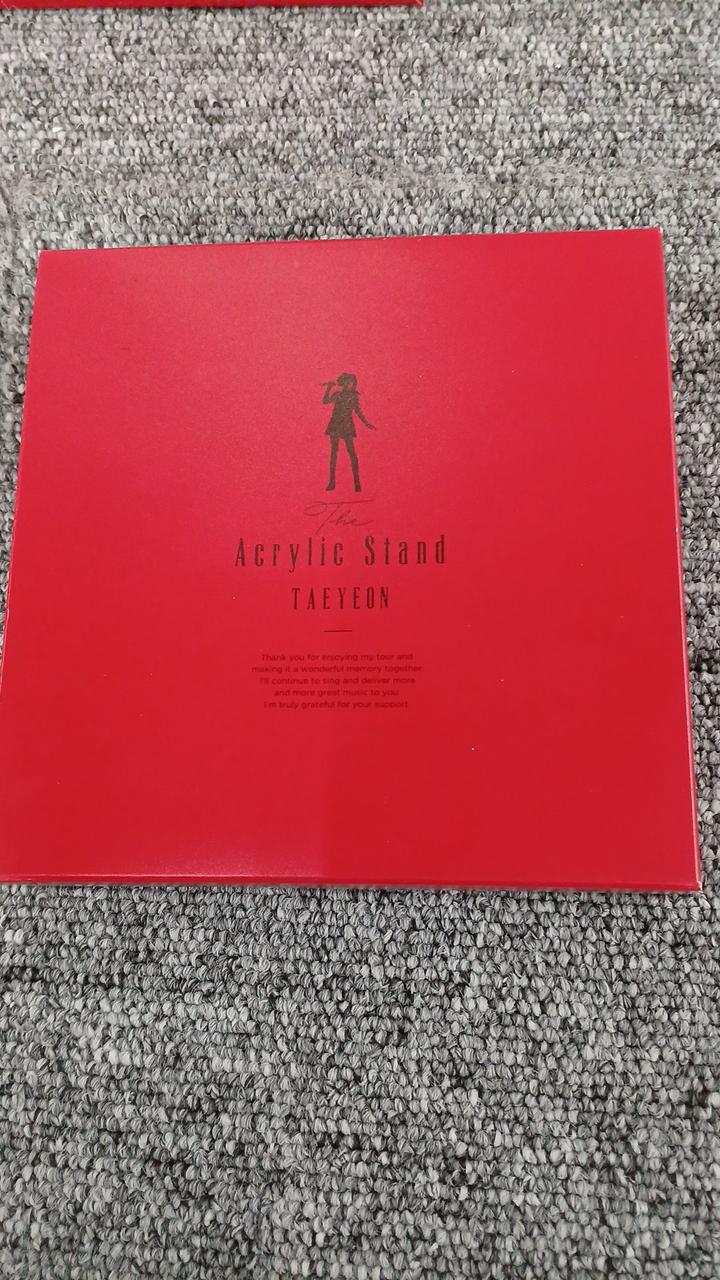 The
Acrylic Stand
TAEYEON
Thank you for enjoying my tour and
making it a wonderful memory together.
I'll continue to sing and deliver more
and more great music to you.
I'm truly grateful for your support.